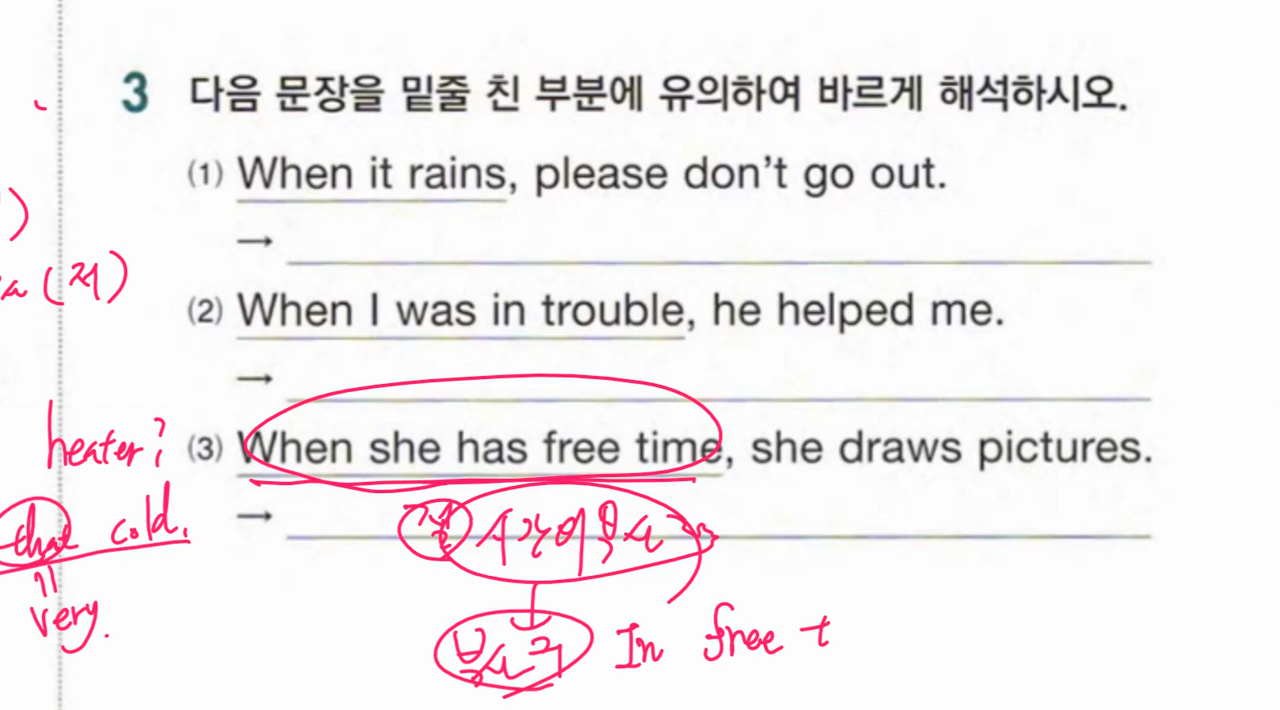 3 다음 문장을 밑줄 친 부분에 유의하여 바르게 해석하시오.
(1) When it rains, please don't go out.
→
a (저)
(2) When I was in trouble, he helped me.
→
heater?
(3) When she has free time, she draws pictures.
that cold.
→ 절 시간의 부사
very.
부사구 In free t